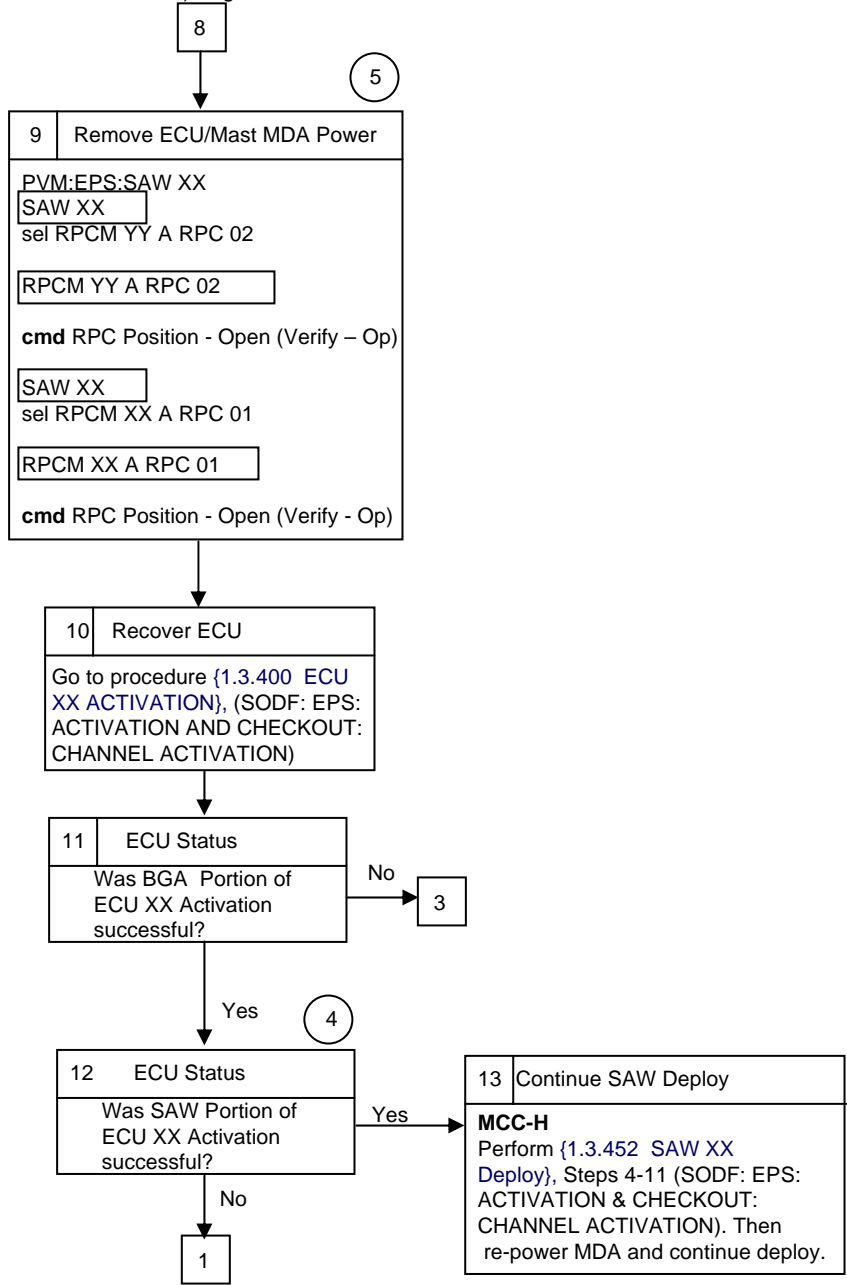 8
5
9 Remove ECU/Mast MDA Power
PVM:EPS:SAW XX
SAW XX
sel RPCM YY A RPC 02
RPCM YY A RPC 02
cmd RPC Position - Open (Verify – Op)
SAW XX
sel RPCM XX A RPC 01
RPCM XX A RPC 01
cmd RPC Position - Open (Verify - Op)
10 Recover ECU
Go to procedure {1.3.400 ECU
XX ACTIVATION}, (SODF: EPS:
ACTIVATION AND CHECKOUT:
CHANNEL ACTIVATION)
11 ECU Status
Was BGA Portion of
ECU XX Activation
successful?
No
3
Yes
4
12 ECU Status
Was SAW Portion of
ECU XX Activation
successful?
Yes
No
1
13 Continue SAW Deploy
MCC-H
Perform {1.3.452 SAW XX
Deploy}, Steps 4-11 (SODF: EPS:
ACTIVATION & CHECKOUT:
CHANNEL ACTIVATION). Then
re-power MDA and continue deploy.